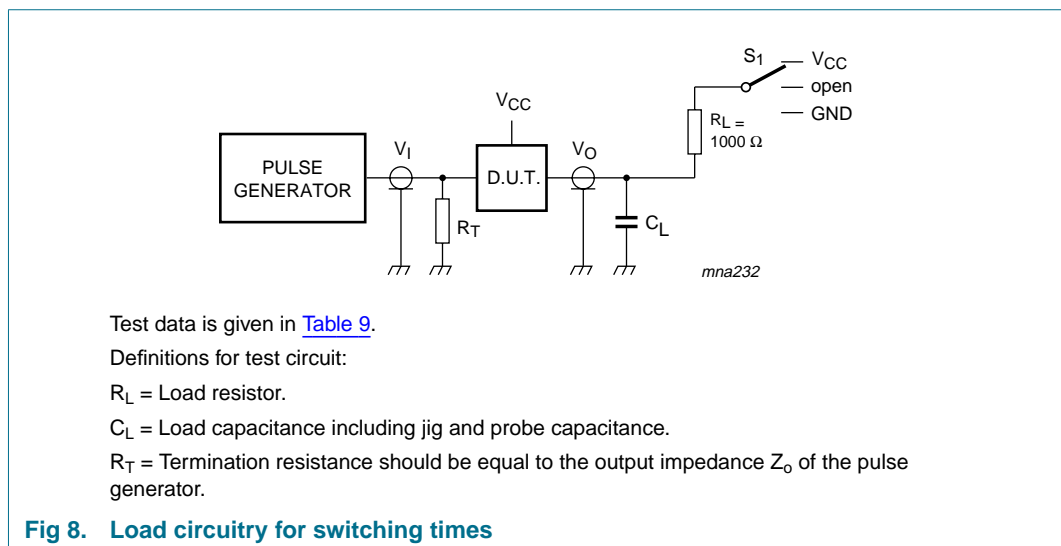 S1
VCC
open
GND
VCC
RL =
1000 Ω
VI
VO
PULSE
GENERATOR
D.U.T.
RT
CL
mna232
Test data is given in Table 9.
Definitions for test circuit:
RL = Load resistor.
CL = Load capacitance including jig and probe capacitance.
RT = Termination resistance should be equal to the output impedance Zo of the pulse
generator.
Fig 8. Load circuitry for switching times